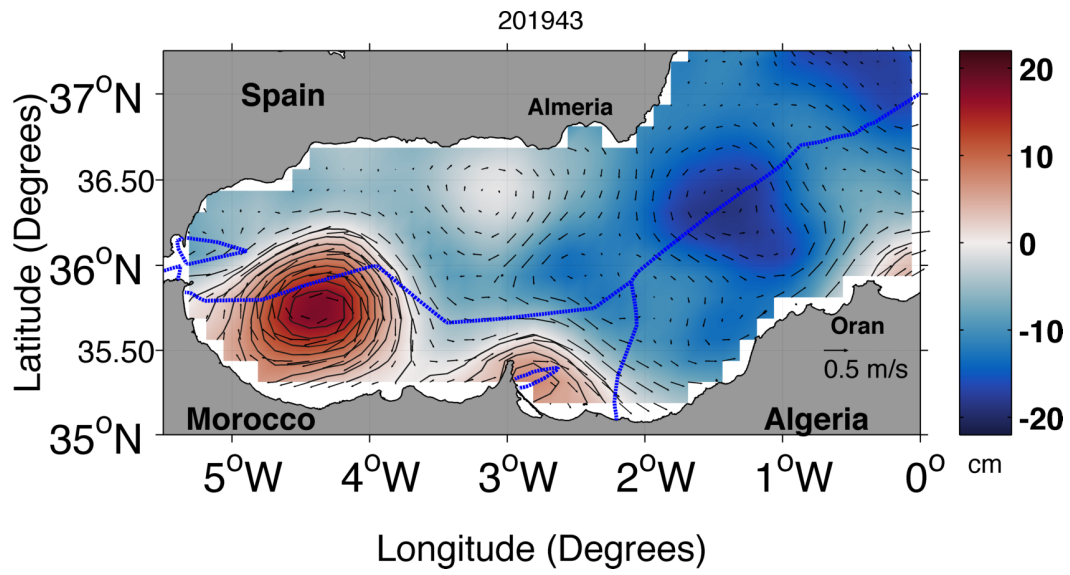 201943
Latitude (Degrees)
37°N
36.50
36°N
35.50
35°N
Spain
Almeria
Oran
0.5 m/s
Morocco
Algeria
5°W
4°W
3°W
2°W
1°W
0°
Longitude (Degrees)
20
10
0
-10
-20
cm